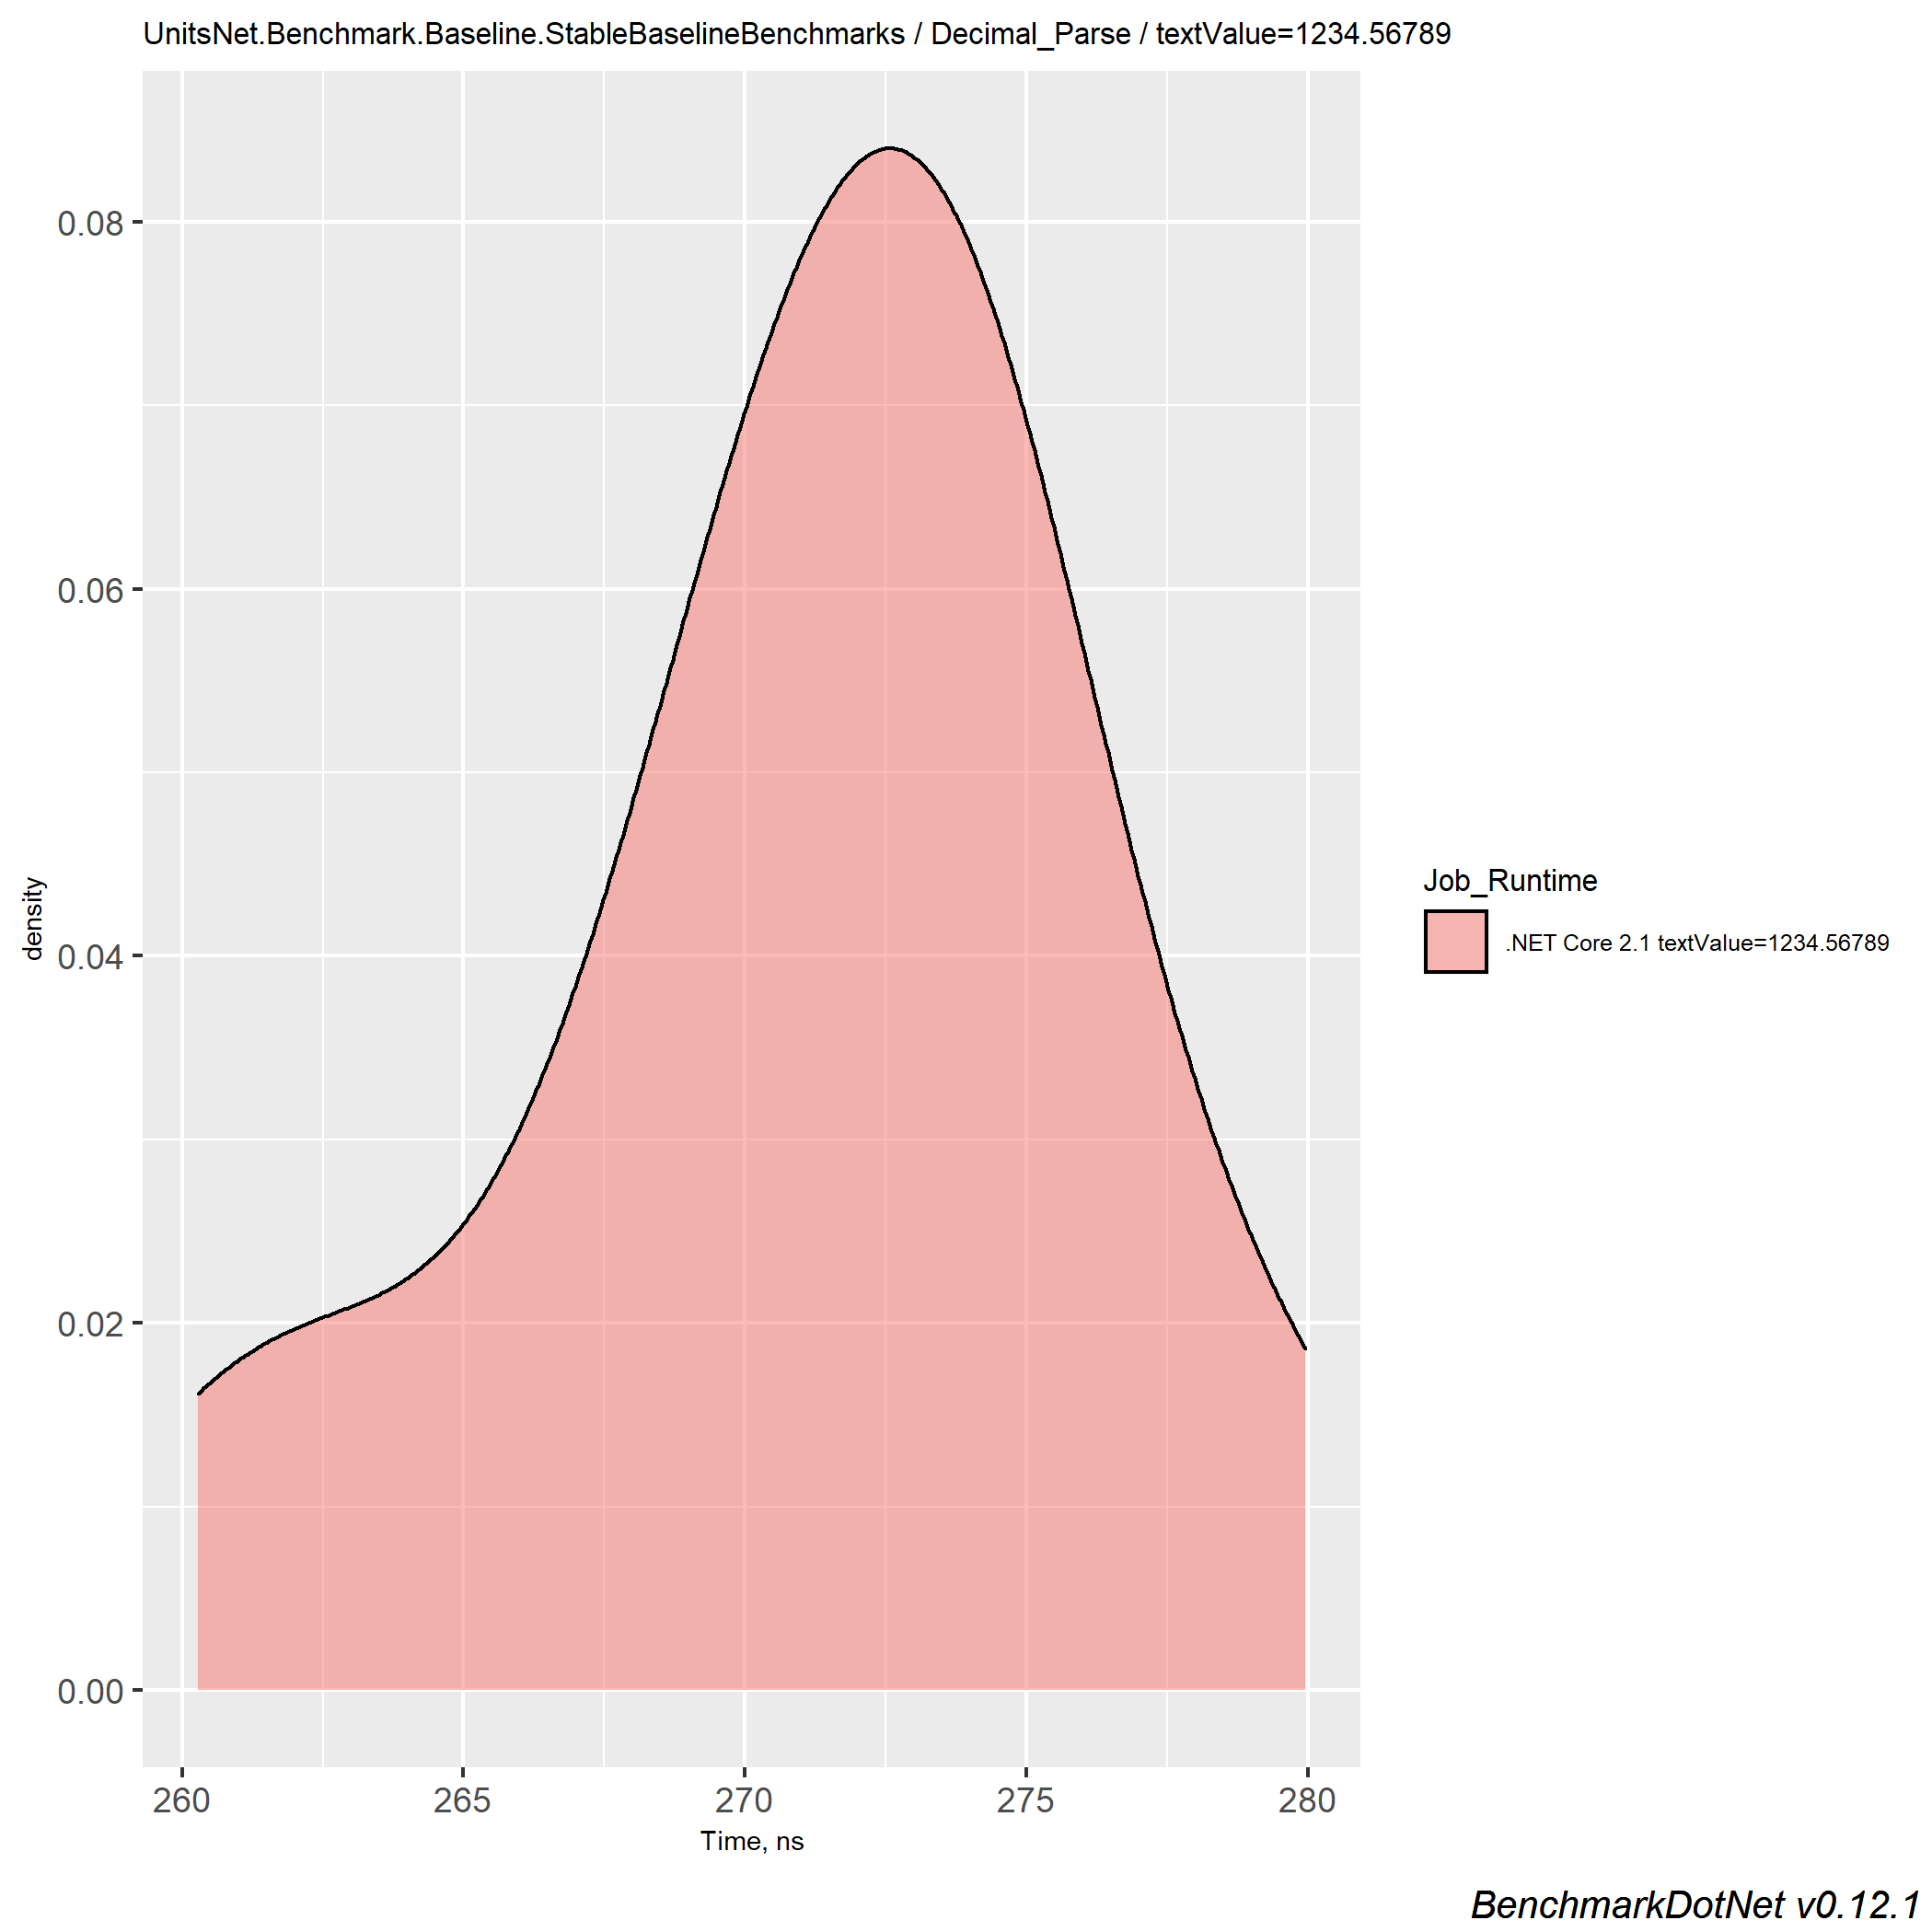 UnitsNet.Benchmark.Baseline.StableBaselineBenchmarks / Decimal_Parse / textValue=1234.56789
0.08
0.06
0.04
0.02
0.00
density
260 265 270 275 280
Time, ns
Job_Runtime
.NET Core 2.1 textValue=1234.56789
BenchmarkDotNet v0.12.1